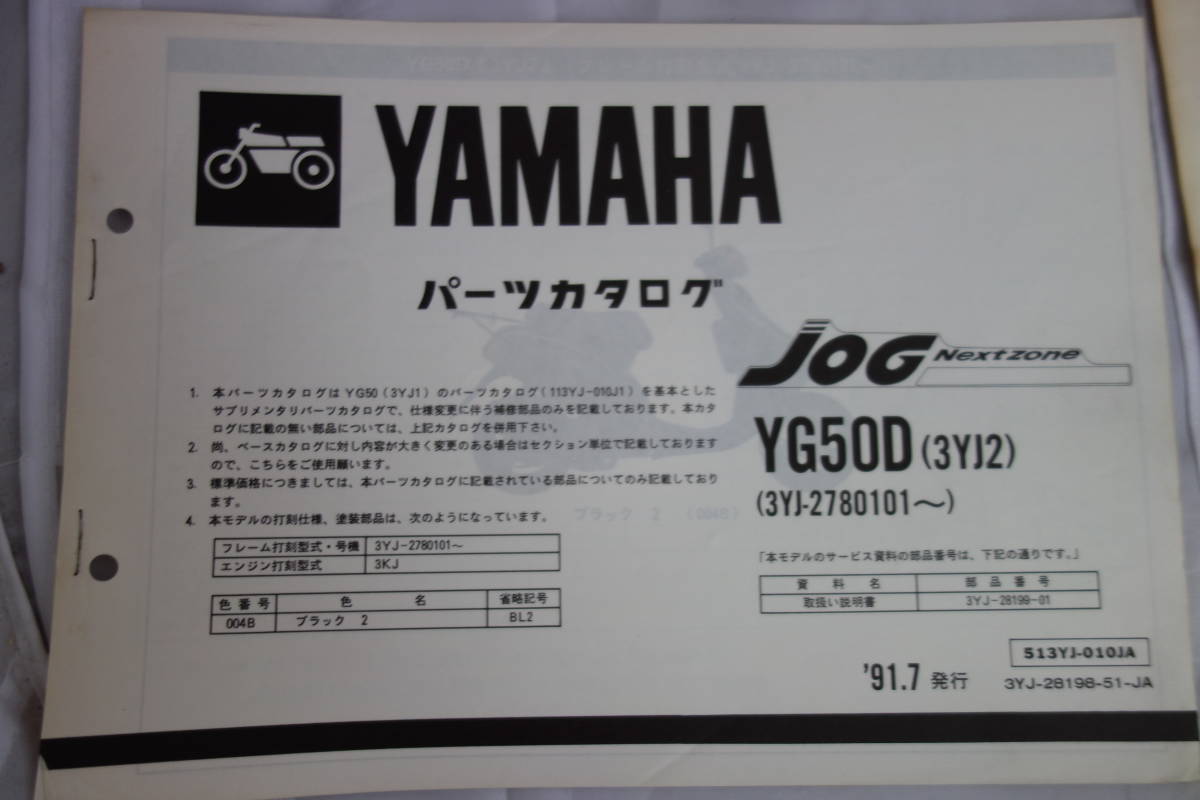 YAMAHA
パーツカタログ
JOG Nextzone
YG50D (3YJ2)
(3YJ-2780101〜)
1. 本パーツカタログは YG50 (3YJ1) のパーツカタログ (113YJ-010J1) を基本とした
サプリメンタリパーツカタログで、仕様変更に伴う補修部品のみを記載しております。本カタ
ログに記載の無い部品については、上記カタログを併用下さい。
2. 尚、ベースカタログに対し内容が大きく変更のある場合はセクション単位で記載しております
ので、こちらをご使用願います。
3. 標準価格につきましては、本パーツカタログに記載されている部品についてのみ記載しており
ます。
4. 本モデルの打刻仕様、塗装部品は、次のようになっています。
フレーム打刻型式・号機 3YJ-2780101〜
エンジン打刻型式 3KJ
色番号 色名 省略記号
004B ブラック 2 BL2
「本モデルのサービス資料の部品番号は、下記の通りです。」
資料名 部品番号
取扱い説明書 3YJ-28199-01
513YJ-010JA
'91.7 発行 3YJ-28198-51-JA
ブラック 2 (004B)